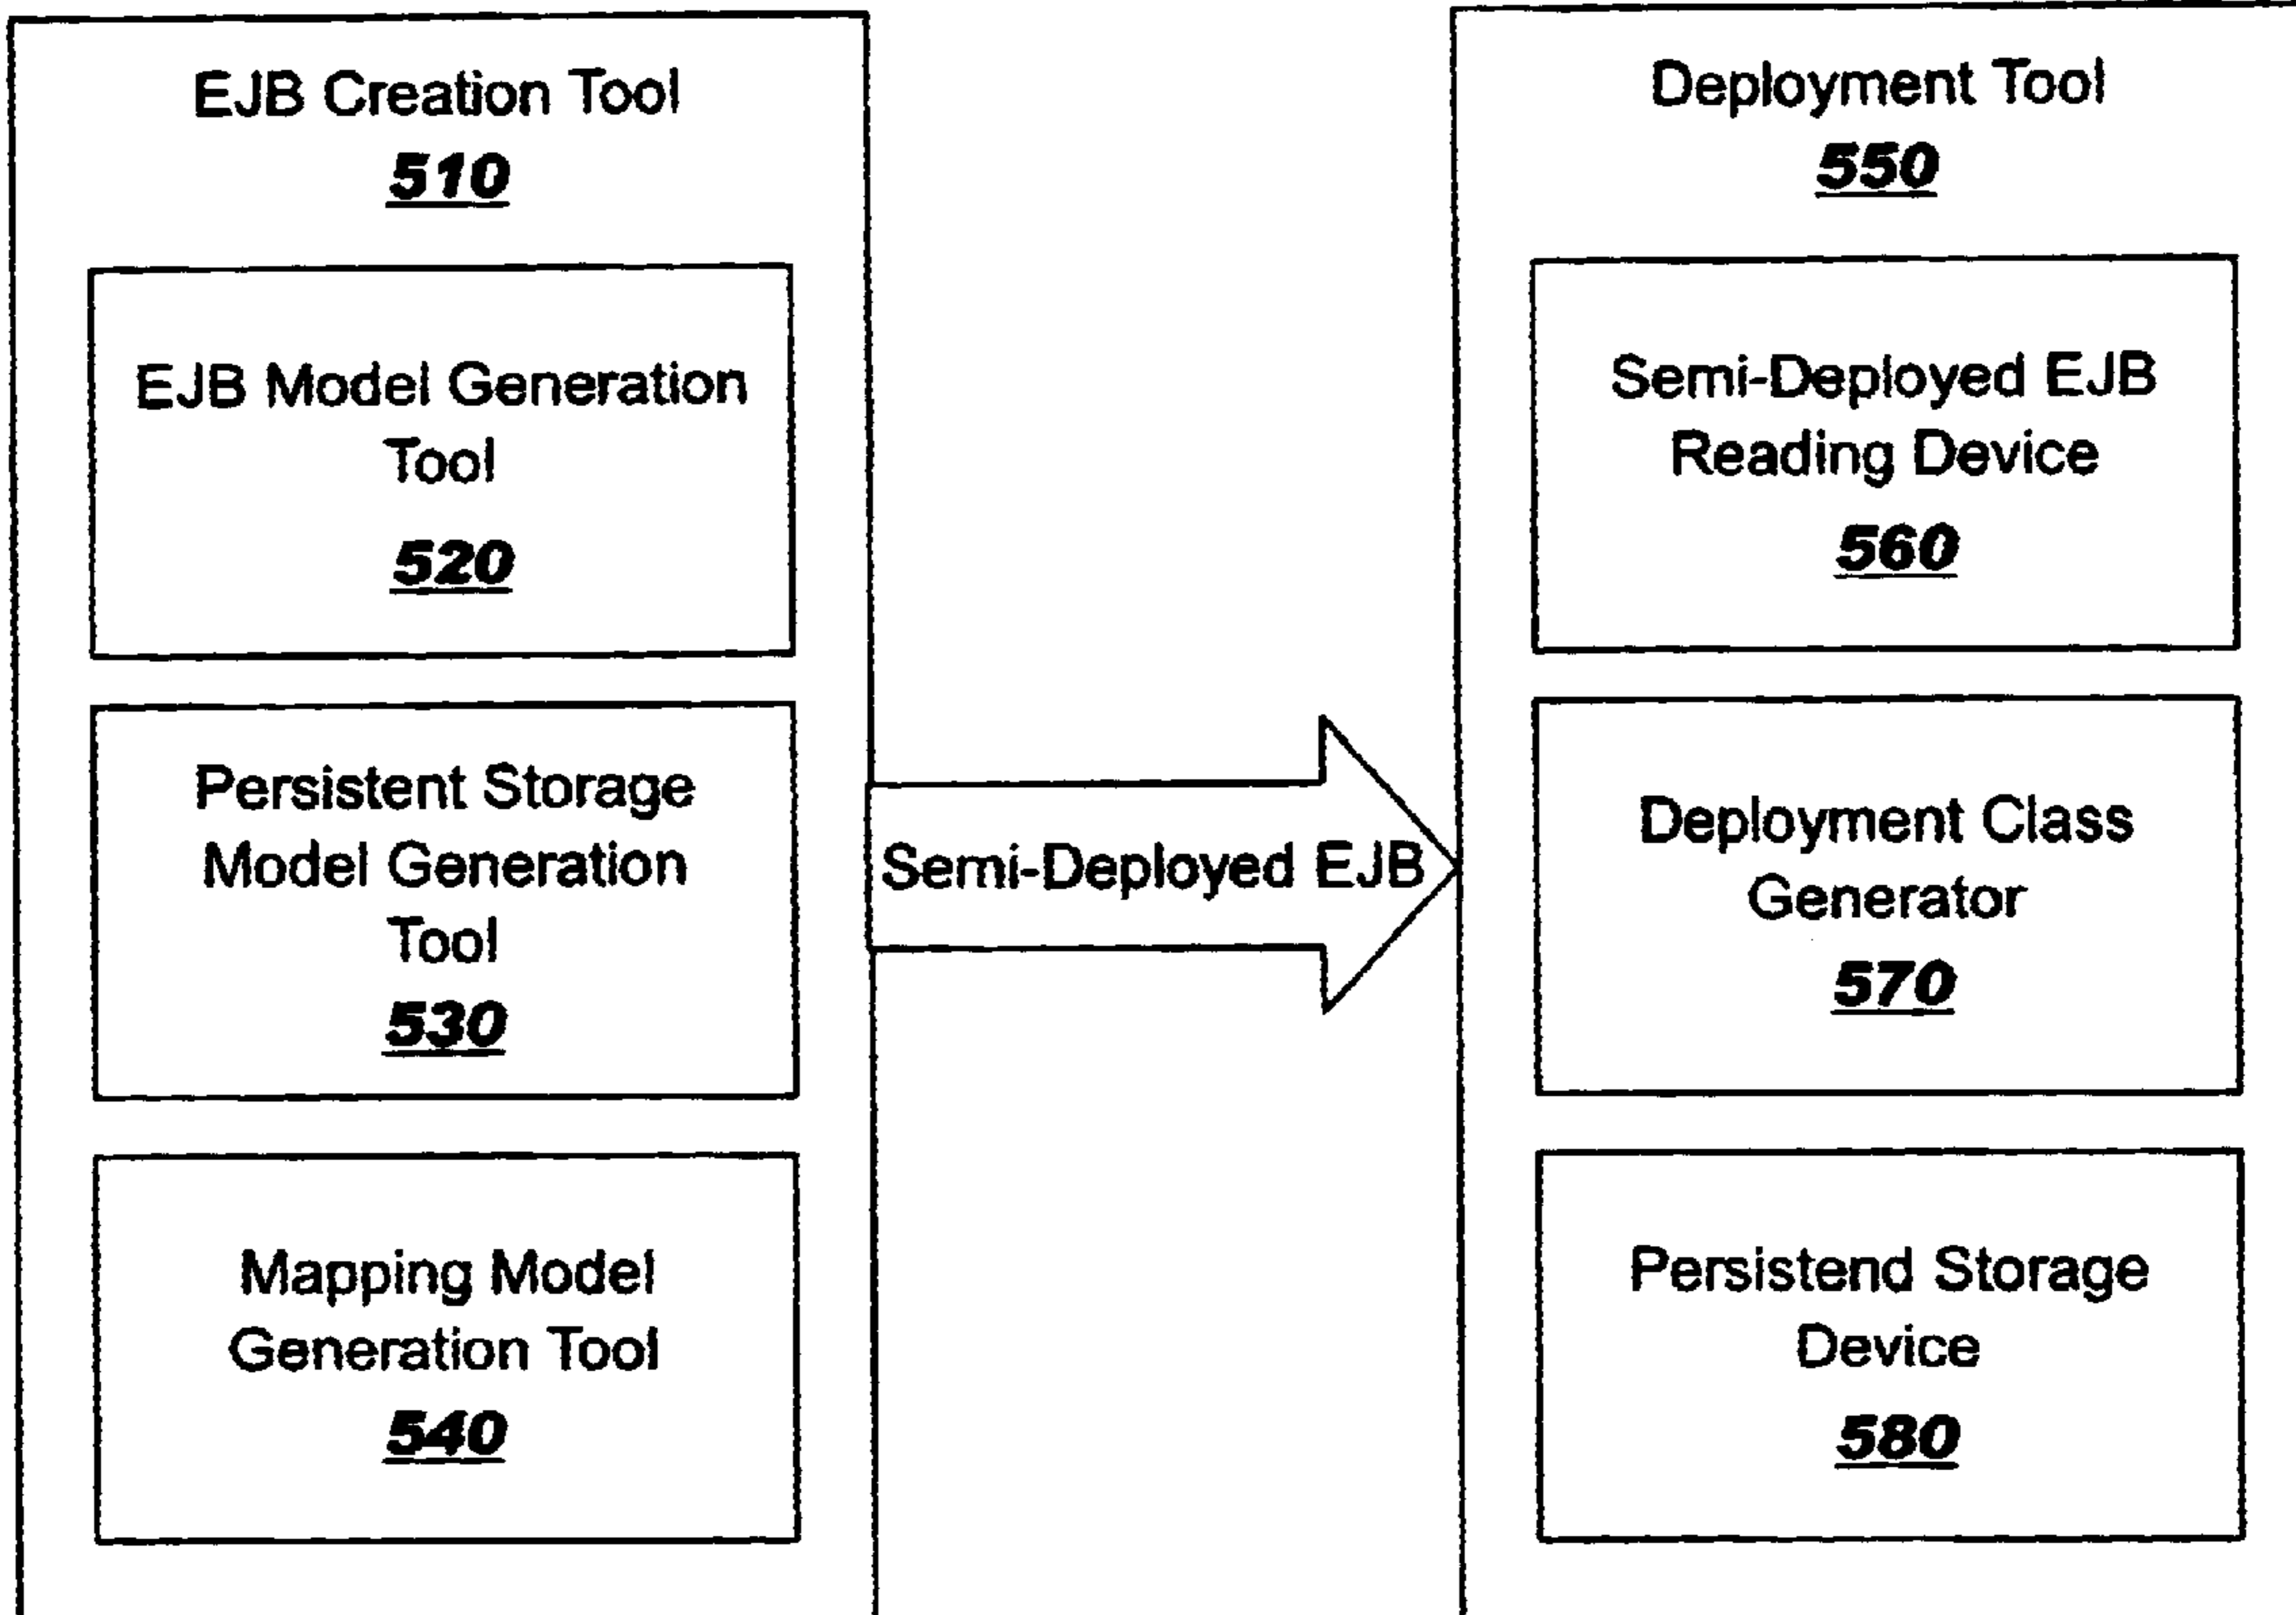 EJB Creation Tool
510
EJB Model Generation
Tool
520
Persistent Storage
Model Generation
Tool
530
Mapping Model
Generation Tool
540
Semi-Deployed EJB
Deployment Tool
550
Semi-Deployed EJB
Reading Device
560
Deployment Class
Generator
570
Persistend Storage
Device
580